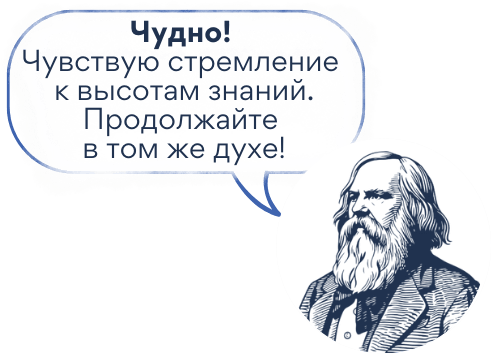 Чудно!
Чувствую стремление
к высотам знаний.
Продолжайте
в том же духе!
©